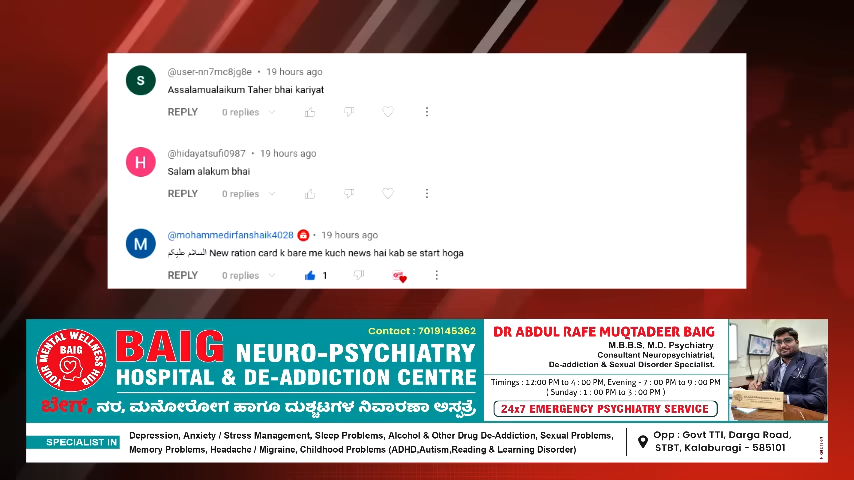 S
@user-nn7mc8jg8e • 19 hours ago
Assalamualaikum Taher bhai kariyat
REPLY 0 replies
H
@hidayatsufi0987 • 19 hours ago
Salam alakum bhai
REPLY 0 replies
M
@mohammedirfanshaik4028 • 19 hours ago
السلام علیکم New ration card k bare me kuch news hai kab se start hoga
REPLY 0 replies 1
YOUR MENTAL WELLNESS HUB
BAIG
Contact : 7019145362
BAIG NEURO-PSYCHIATRY
HOSPITAL & DE-ADDICTION CENTRE
ಬೇಗ್, ನರ, ಮನೋರೋಗ ಹಾಗೂ ದುಶ್ಚಟಗಳ ನಿವಾರಣಾ ಆಸ್ಪತ್ರೆ
DR ABDUL RAFE MUQTADEER BAIG
M.B.B.S, M.D. Psychiatry
Consultant Neuropsychiatrist,
De-addiction & Sexual Disorder Specialist.
Timings : 12:00 PM to 4 : 00 PM, Evening - 7 : 00 PM to 9 : 00 PM
( Sunday : 1 : 00 PM to 3 : 00 PM )
24x7 EMERGENCY PSYCHIATRY SERVICE
SPECIALIST IN
Depression, Anxiety / Stress Management, Sleep Problems, Alcohol & Other Drug De-Addiction, Sexual Problems,
Memory Problems, Headache / Migraine, Childhood Problems (ADHD,Autism,Reading & Learning Disorder)
Opp : Govt TTI, Darga Road,
STBT, Kalaburagi - 585101